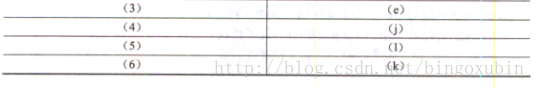 (3) (e)
(4) (j)
(5) (l)
(6) (k)
http://blog.csdn.net/bingoxubin